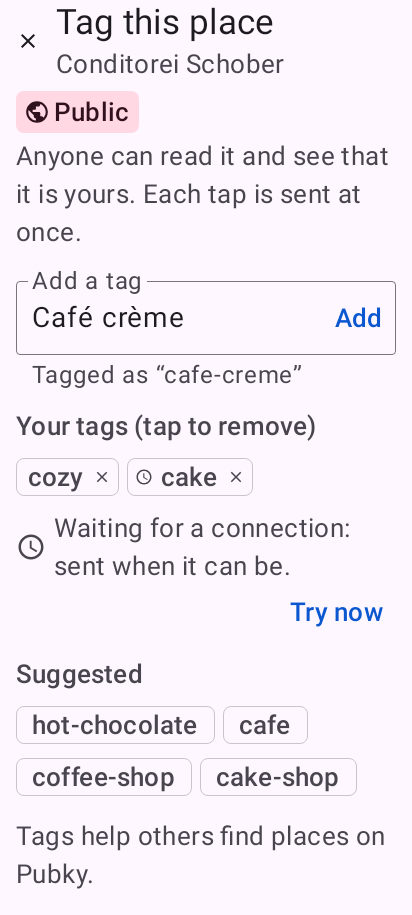 Tag this place
Conditorei Schober
Public
Anyone can read it and see that
it is yours. Each tap is sent at
once.
Add a tag
Café crème
Add
Tagged as “cafe-creme”
Your tags (tap to remove)
cozy
cake
Waiting for a connection:
sent when it can be.
Try now
Suggested
hot-chocolate
cafe
coffee-shop
cake-shop
Tags help others find places on
Pubky.